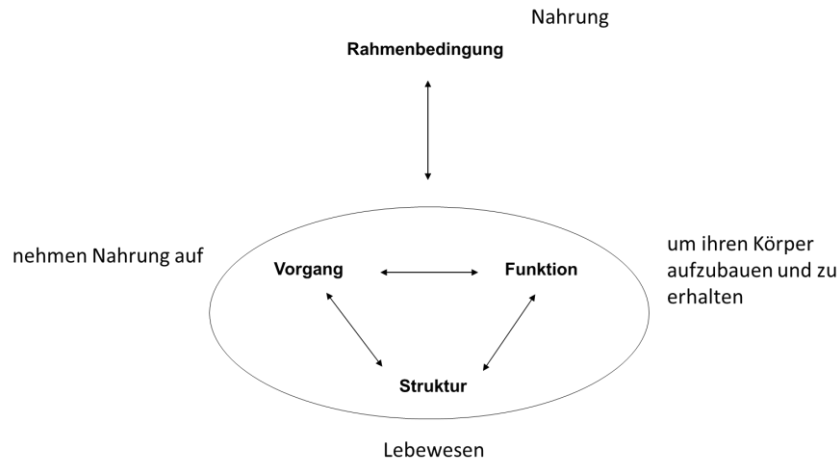 Nahrung
Rahmenbedingung
nehmen Nahrung auf
Vorgang
Funktion
um ihren Körper
aufzubauen und zu
erhalten
Struktur
Lebewesen